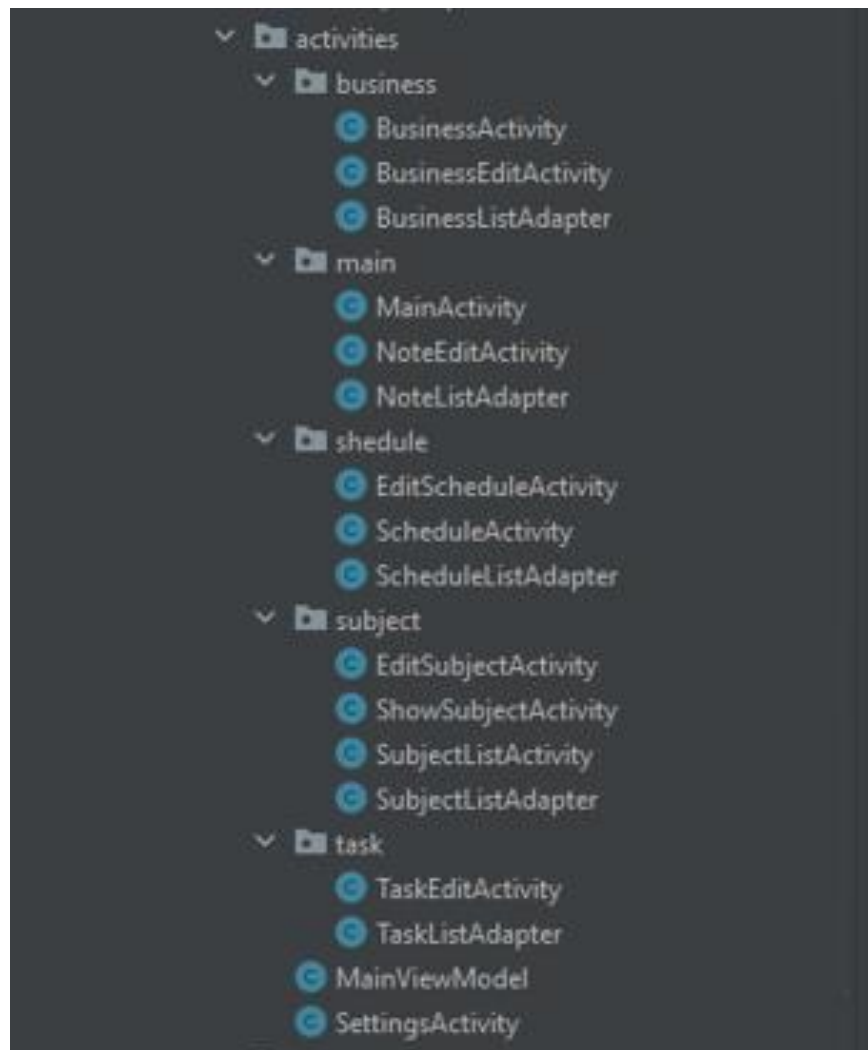 activities
business
BusinessActivity
BusinessEditActivity
BusinessListAdapter
main
MainActivity
NoteEditActivity
NoteListAdapter
shedule
EditScheduleActivity
ScheduleActivity
ScheduleListAdapter
subject
EditSubjectActivity
ShowSubjectActivity
SubjectListActivity
SubjectListAdapter
task
TaskEditActivity
TaskListAdapter
MainViewModel
SettingsActivity